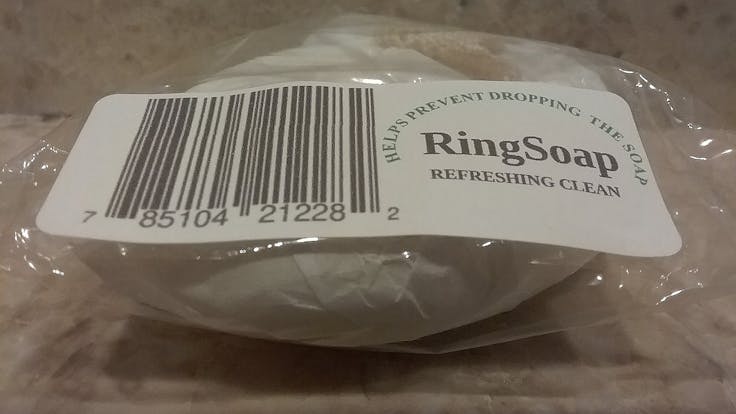 HELPS PREVENT DROPPING THE SOAP
RingSoap
REFRESHING CLEAN
7 85104 21228 2